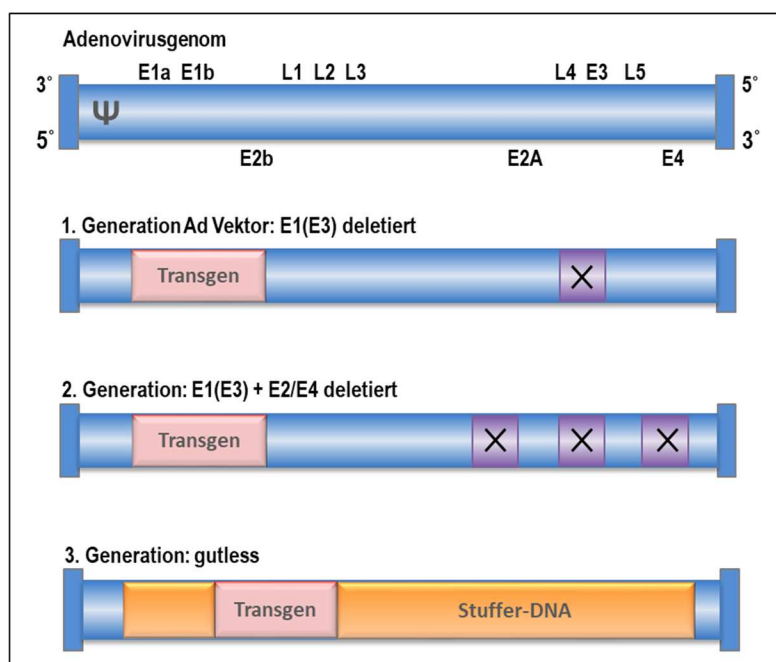 Adenovirusgenom
E1a E1b L1 L2 L3 L4 E3 L5
3° 5°
Ψ
5° 3°
E2b E2A E4
1. Generation Ad Vektor: E1(E3) deletiert
Transgen
2. Generation: E1(E3) + E2/E4 deletiert
Transgen
3. Generation: gutless
Transgen Stuffer-DNA